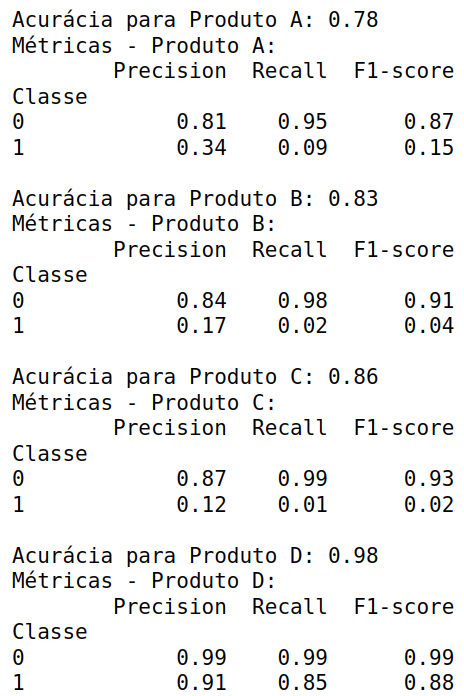 Acurácia para Produto A: 0.78
Métricas - Produto A:
Precision Recall F1-score
Classe
0 0.81 0.95 0.87
1 0.34 0.09 0.15
Acurácia para Produto B: 0.83
Métricas - Produto B:
Precision Recall F1-score
Classe
0 0.84 0.98 0.91
1 0.17 0.02 0.04
Acurácia para Produto C: 0.86
Métricas - Produto C:
Precision Recall F1-score
Classe
0 0.87 0.99 0.93
1 0.12 0.01 0.02
Acurácia para Produto D: 0.98
Métricas - Produto D:
Precision Recall F1-score
Classe
0 0.99 0.99 0.99
1 0.91 0.85 0.88